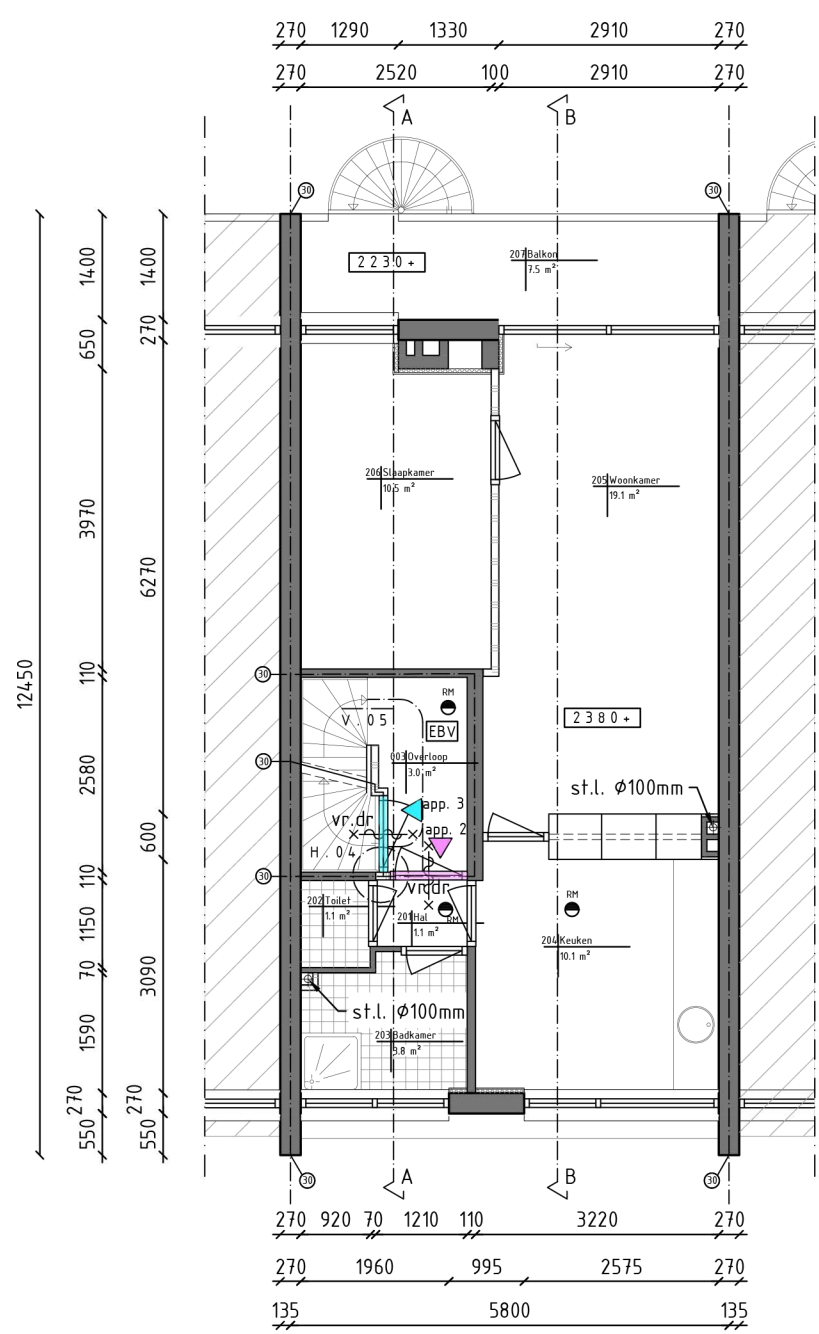 270 1290 1330 2910 270
270 2520 100 2910 270
A B
30 30
2230+
207 Balkon
7.5 m²
1400 1400
650 270
206 Slaapkamer
10.5 m²
205 Woonkamer
19.1 m²
3970
6270
12450
110
30
RM
V.05
EBV
2380+
003 Overloop
3.0 m²
30
2580
st.l. Ø100mm
app. 3
vr.dr
app. 2
H.04
600
30
110
vr.dr
RM
202 Toilet
1.1 m²
201 Hal
1.1 m²
RM
1150
204 Keuken
10.1 m²
70
3090
st.l. Ø100mm
1590
203 Badkamer
3.8 m²
270 270
550 550
30 A B 30
270 920 70 1210 110 3220 270
270 1960 995 2575 270
135 5800 135